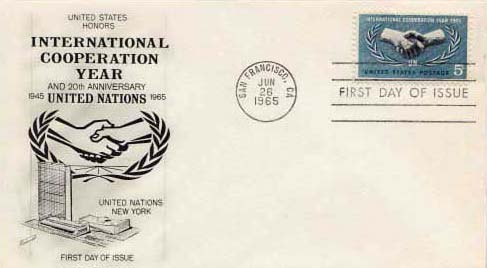 UNITED STATES
HONORS
INTERNATIONAL
COOPERATION
YEAR
AND 20th ANNIVERSARY
1945 UNITED NATIONS 1965
UNITED NATIONS
NEW YORK
FIRST DAY OF ISSUE
SAN FRANCISCO, CA
JUN
26
1965
INTERNATIONAL COOPERATION YEAR 1965
UN
UNITED STATES POSTAGE 5¢
FIRST DAY OF ISSUE